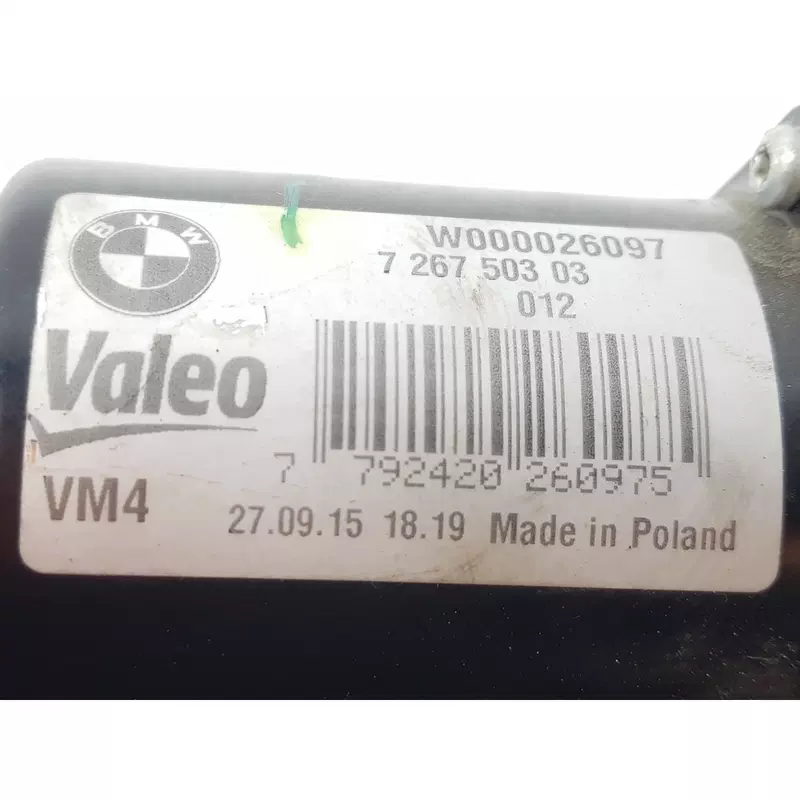 BMW
W000026097
7 267 503 03
012
Valeo
7 792420 260975
VM4
27.09.15 18.19 Made in Poland